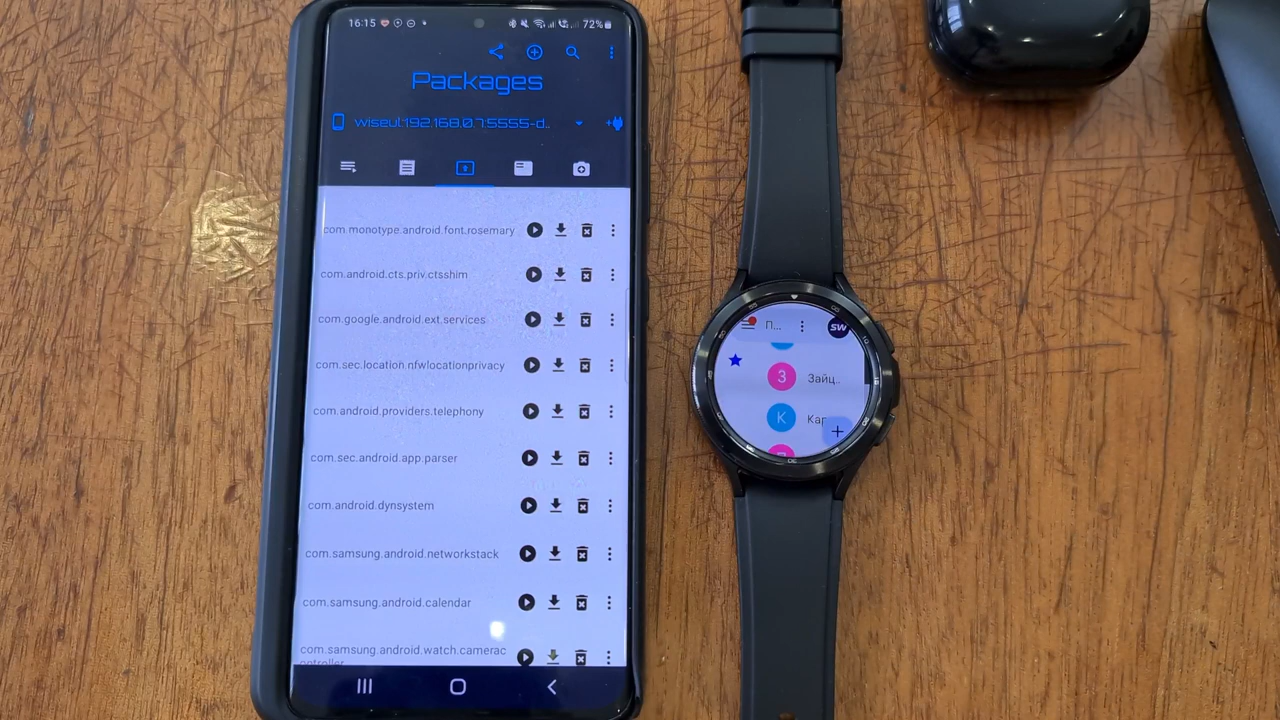 16:15
72%
Packages
wiseul:192.168.0.7:5555-d..
com.monotype.android.font.rosemary
com.android.cts.priv.ctsshim
com.google.android.ext.services
com.sec.location.nfwlocationprivacy
com.android.providers.telephony
com.sec.android.app.parser
com.android.dynsystem
com.samsung.android.networkstack
com.samsung.android.calendar
com.samsung.android.watch.camerac
ontroller
П...
SW
З
Зайц..
K
Кар